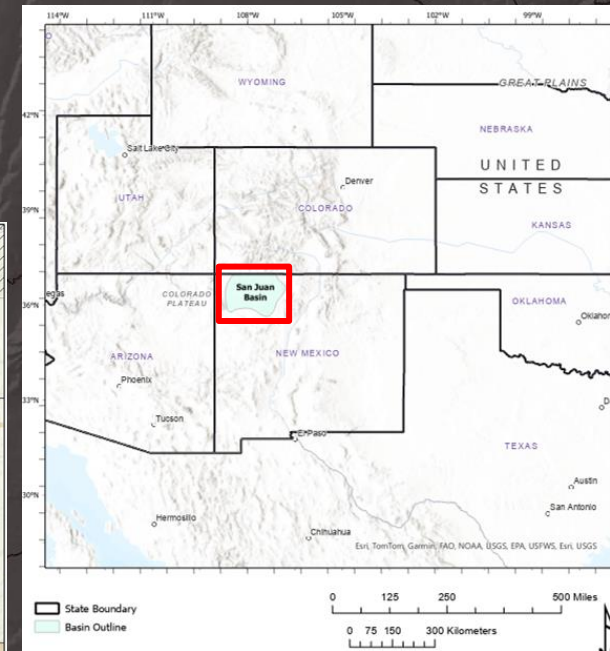 114°W 111°W 108°W 105°W 102°W 99°W
WYOMING
GREAT PLAINS
42°N
NEBRASKA
Salt Lake City
UNITED
STATES
Denver
UTAH
COLORADO
39°N
KANSAS
San Juan
Basin
COLORADO
PLATEAU
egas
36°N
OKLAHOMA
Oklahom
ARIZONA
NEW MEXICO
Phoenix
33°N
D
Tucson
El Paso
TEXAS
30°N
Austin
San Antonio
Hermosillo
Chihuahua
Esri, TomTom, Garmin, FAO, NOAA, USGS, EPA, USFWS, Esri, USGS
State Boundary
Basin Outline
0 125 250 500 Miles
0 75 150 300 Kilometers